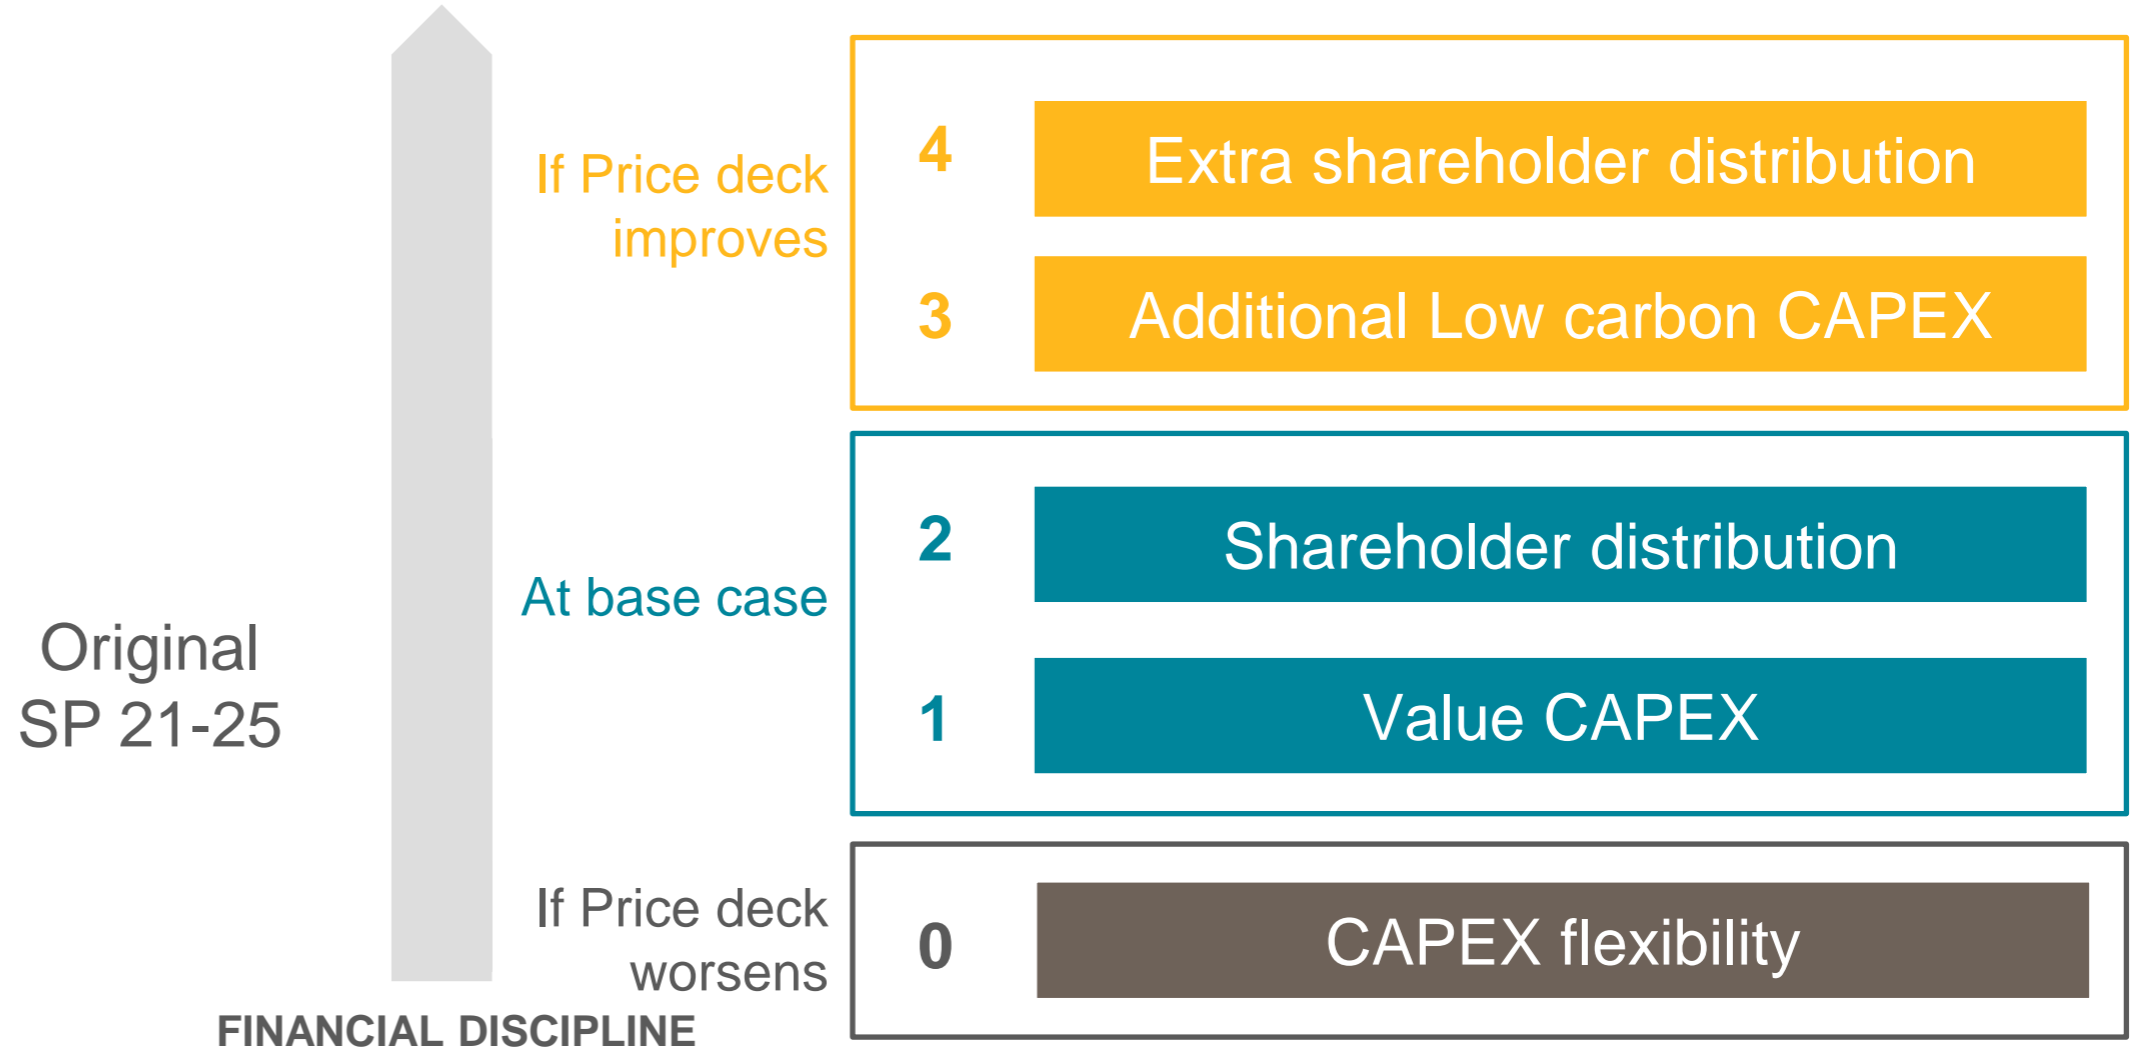 If Price deck
improves
4
Extra shareholder distribution
3
Additional Low carbon CAPEX
Original
SP 21-25
At base case
2
Shareholder distribution
1
Value CAPEX
If Price deck
worsens
0
CAPEX flexibility
FINANCIAL DISCIPLINE